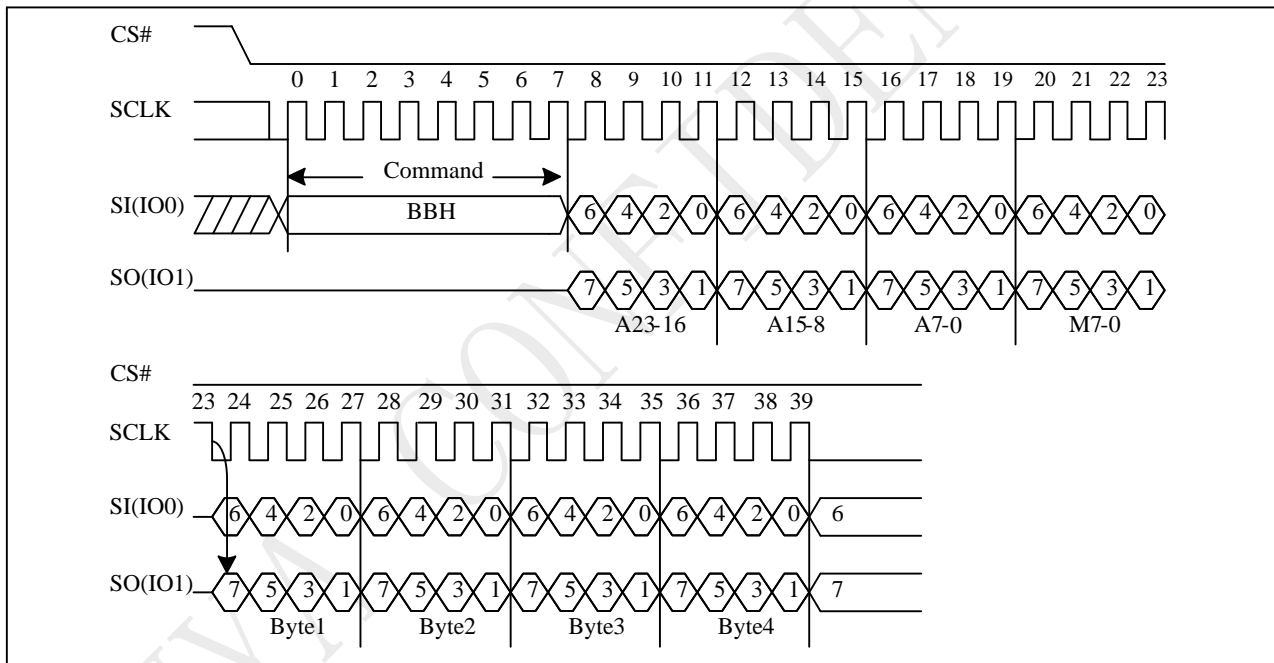 CS#
0 1 2 3 4 5 6 7 8 9 10 11 12 13 14 15 16 17 18 19 20 21 22 23
SCLK
Command
SI(IO0) BBH 6 4 2 0 6 4 2 0 6 4 2 0 6 4 2 0
SO(IO1) 7 5 3 1 7 5 3 1 7 5 3 1 7 5 3 1
A23-16 A15-8 A7-0 M7-0
CS#
23 24 25 26 27 28 29 30 31 32 33 34 35 36 37 38 39
SCLK
SI(IO0) 6 4 2 0 6 4 2 0 6 4 2 0 6 4 2 0 6
SO(IO1) 7 5 3 1 7 5 3 1 7 5 3 1 7 5 3 1 7
Byte1 Byte2 Byte3 Byte4